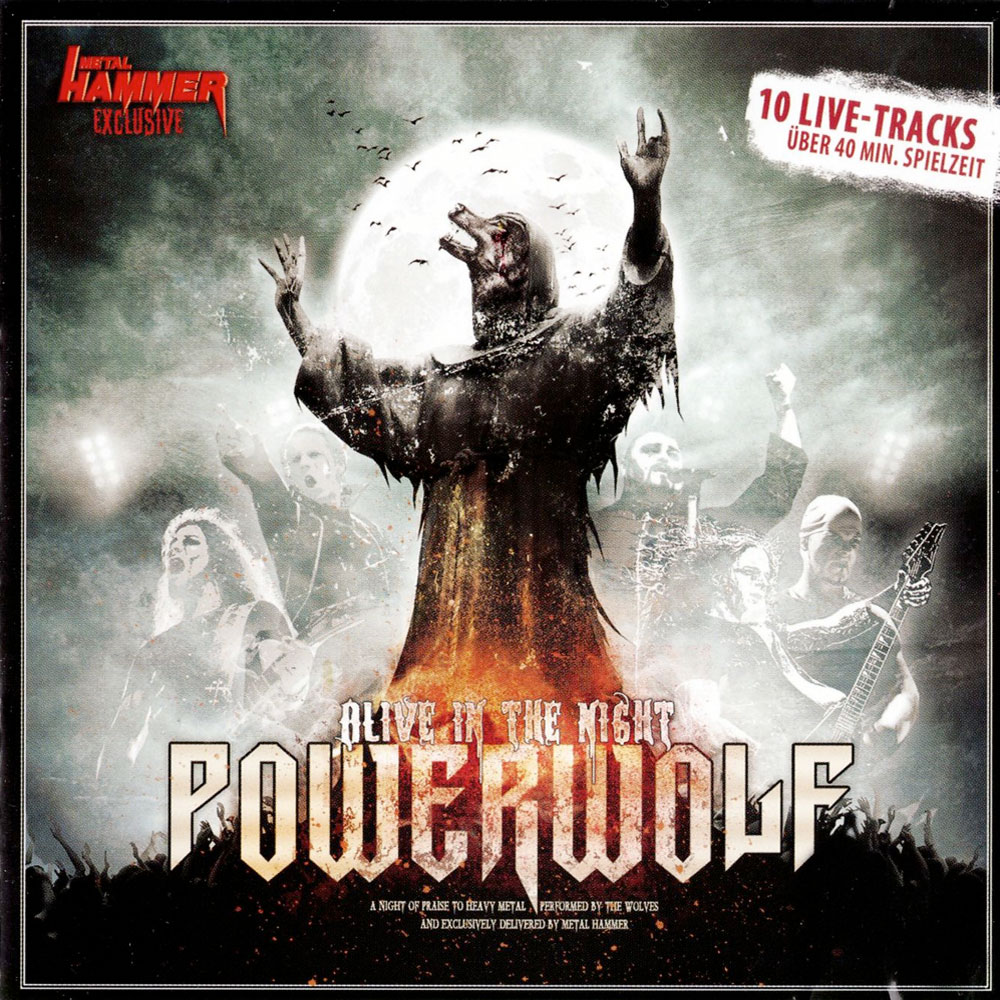 METAL
HAMMER
EXCLUSIVE
10 LIVE-TRACKS
ÜBER 40 MIN. SPIELZEIT
ALIVE IN THE NIGHT
POWERWOLF
A NIGHT OF PRAISE TO HEAVY METAL PERFORMED BY THE WOLVES
AND EXCLUSIVELY DELIVERED BY METAL HAMMER